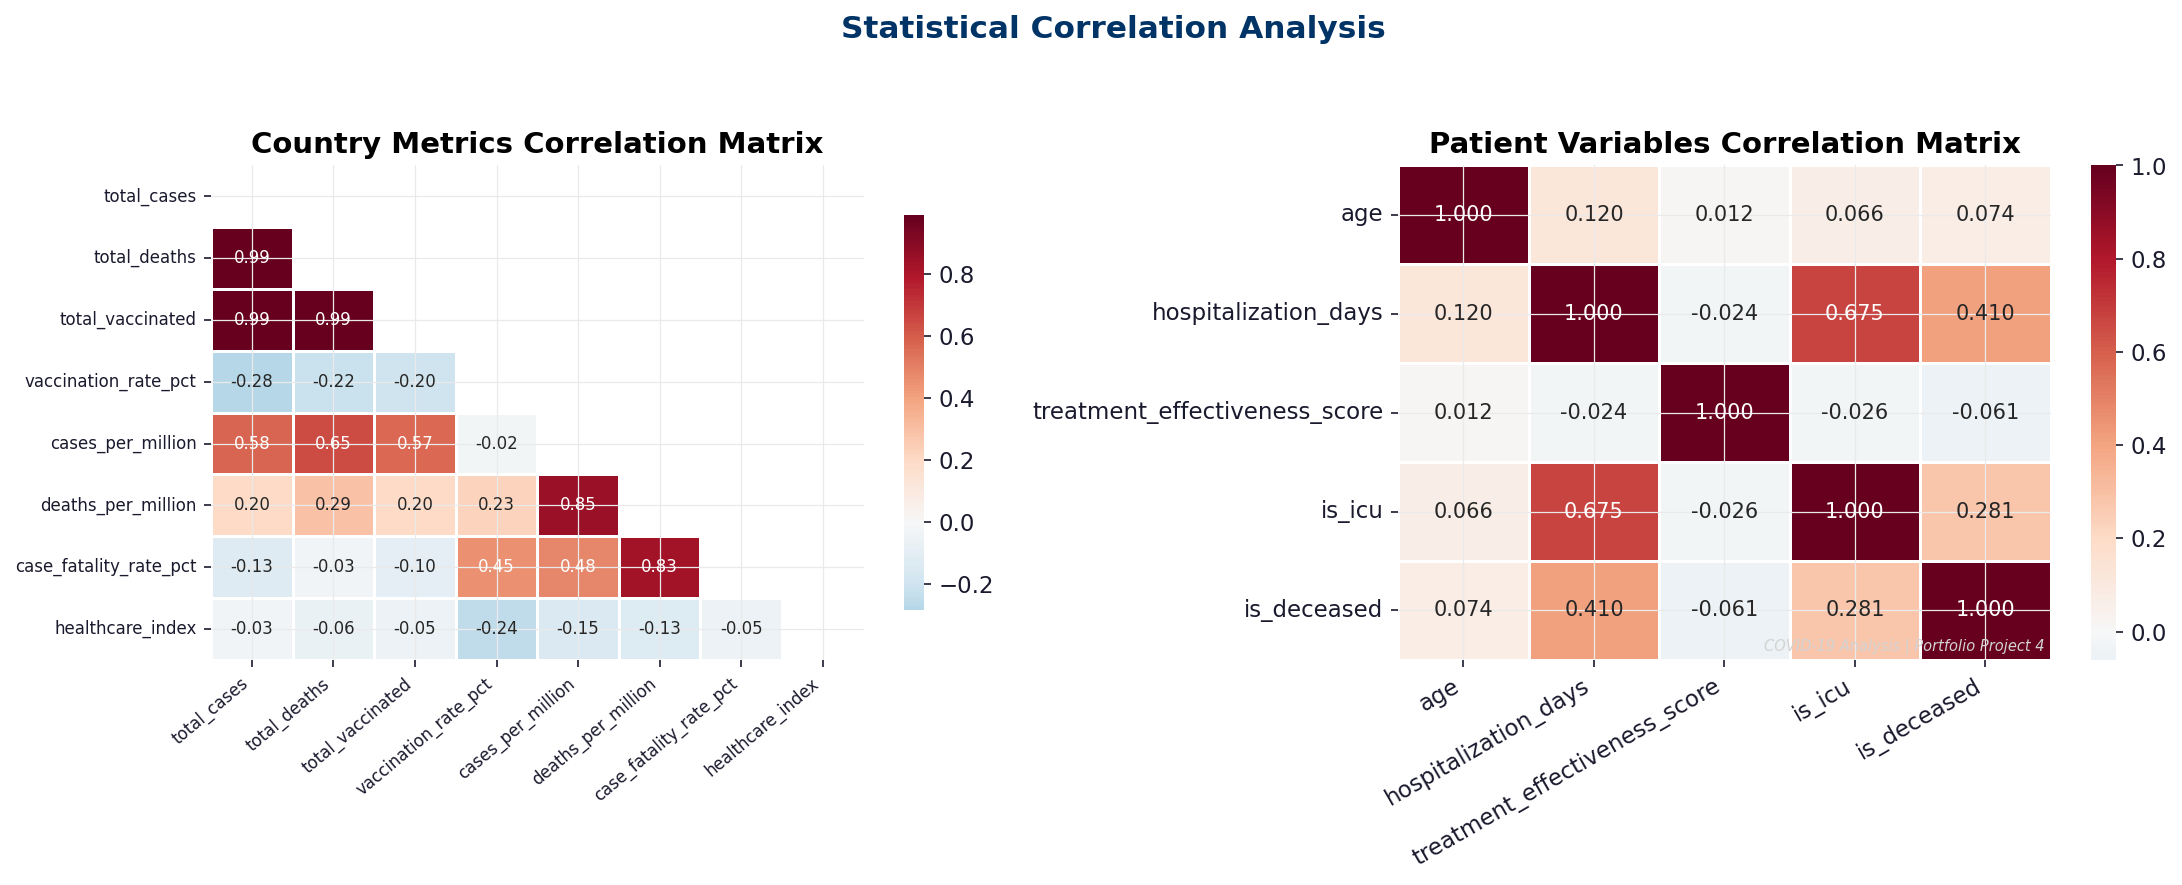 Statistical Correlation Analysis
Country Metrics Correlation Matrix
total_cases
total_deaths 0.99
total_vaccinated 0.99 0.99
vaccination_rate_pct -0.28 -0.22 -0.20
cases_per_million 0.58 0.65 0.57 -0.02
deaths_per_million 0.20 0.29 0.20 0.23 0.85
case_fatality_rate_pct -0.13 -0.03 -0.10 0.45 0.48 0.83
healthcare_index -0.03 -0.06 -0.05 -0.24 -0.15 -0.13 -0.05
total_cases
total_deaths
total_vaccinated
vaccination_rate_pct
cases_per_million
deaths_per_million
case_fatality_rate_pct
healthcare_index
0.8
0.6
0.4
0.2
0.0
−0.2
Patient Variables Correlation Matrix
age 1.000 0.120 0.012 0.066 0.074
hospitalization_days 0.120 1.000 -0.024 0.675 0.410
treatment_effectiveness_score 0.012 -0.024 1.000 -0.026 -0.061
is_icu 0.066 0.675 -0.026 1.000 0.281
is_deceased 0.074 0.410 -0.061 0.281 1.000
Portfolio Project 4
age
hospitalization_days
treatment_effectiveness_score
is_icu
is_deceased
1.0
0.8
0.6
0.4
0.2
0.0